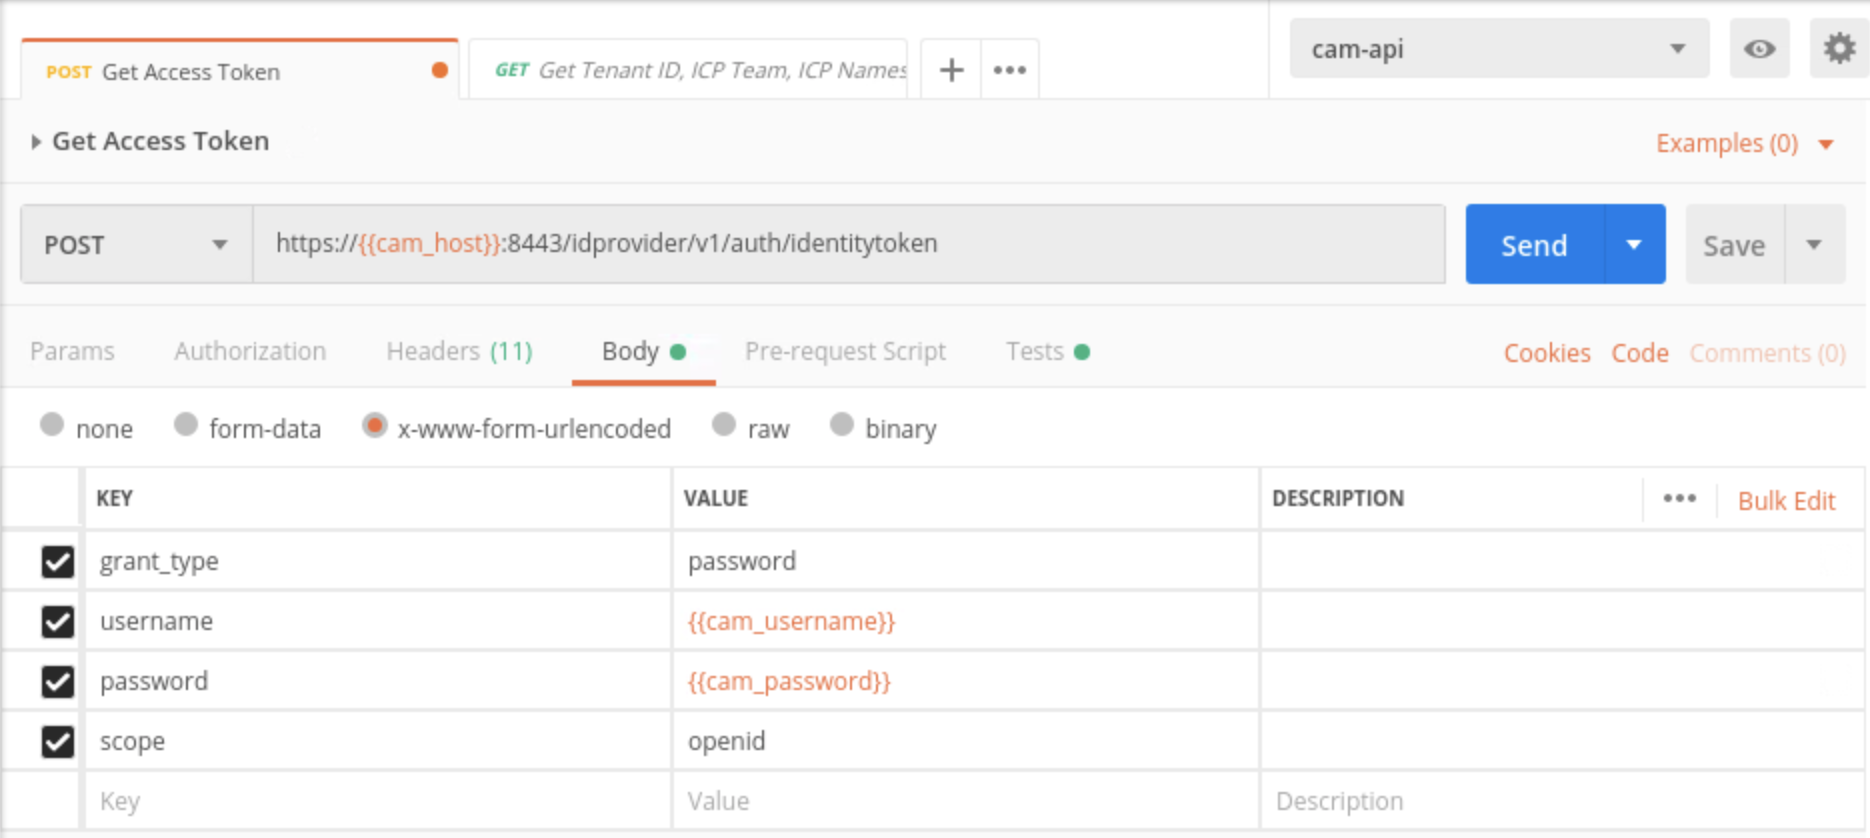 POST Get Access Token
GET Get Tenant ID, ICP Team, ICP Names
cam-api
Get Access Token
Examples (0)
POST
https://{{cam_host}}:8443/idprovider/v1/auth/identitytoken
Send
Save
Params Authorization Headers (11) Body Pre-request Script Tests Cookies Code Comments (0)
none form-data x-www-form-urlencoded raw binary
KEY VALUE DESCRIPTION Bulk Edit
grant_type password
username {{cam_username}}
password {{cam_password}}
scope openid
Key Value Description